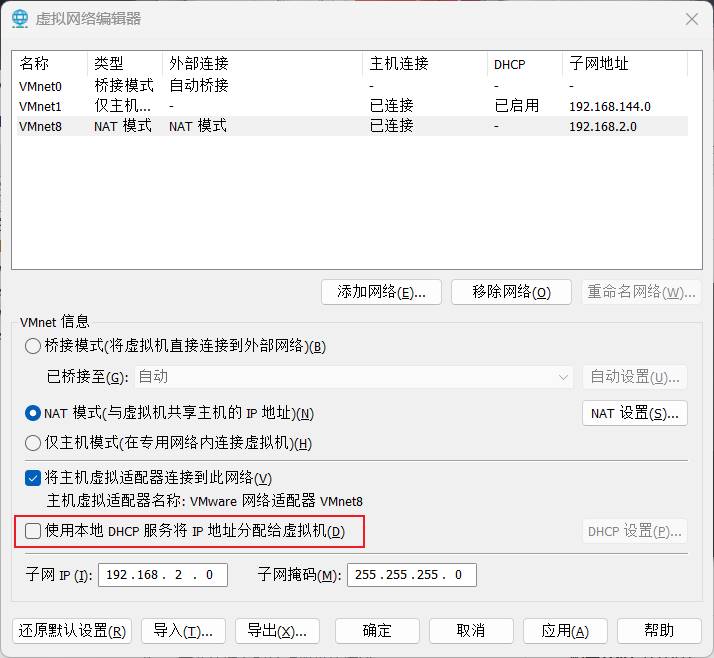 虚拟网络编辑器
名称 类型 外部连接 主机连接 DHCP 子网地址
VMnet0 桥接模式 自动桥接 - - -
VMnet1 仅主机... - 已连接 已启用 192.168.144.0
VMnet8 NAT 模式 NAT 模式 已连接 - 192.168.2.0
添加网络(E)... 移除网络(O) 重命名网络(W)...
VMnet 信息
桥接模式(将虚拟机直接连接到外部网络)(B)
已桥接至(G): 自动 自动设置(U)...
NAT 模式(与虚拟机共享主机的 IP 地址)(N) NAT 设置(S)...
仅主机模式(在专用网络内连接虚拟机)(H)
将主机虚拟适配器连接到此网络(V)
主机虚拟适配器名称: VMware 网络适配器 VMnet8
使用本地 DHCP 服务将 IP 地址分配给虚拟机(D) DHCP 设置(P)...
子网 IP (I): 192.168. 2 . 0 子网掩码(M): 255.255.255. 0
还原默认设置(R) 导入(T)... 导出(X)... 确定 取消 应用(A) 帮助